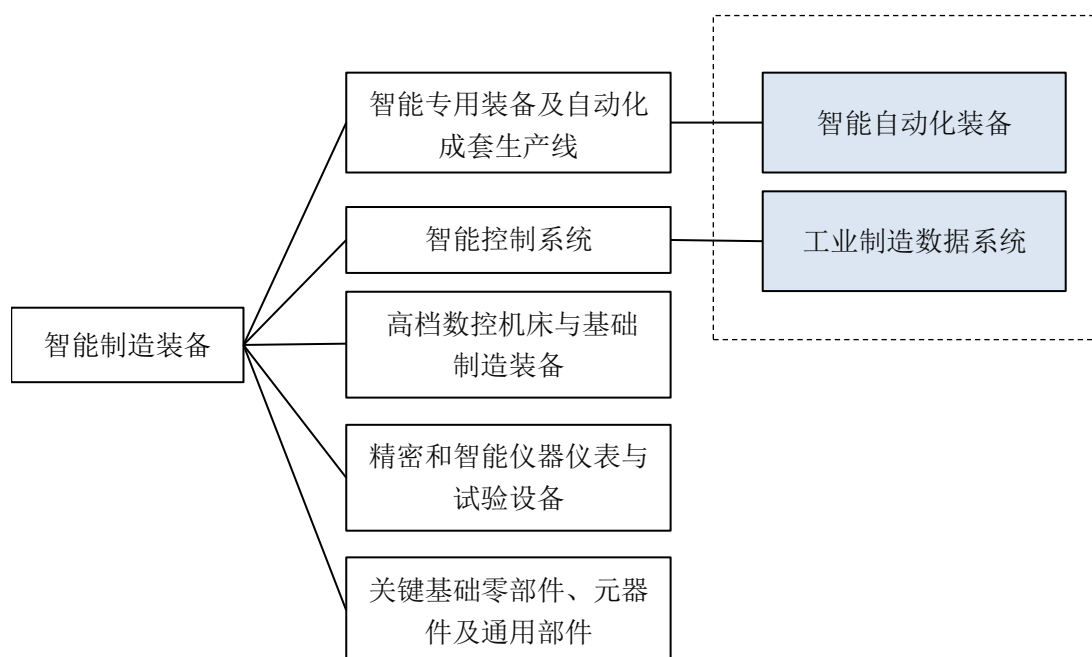 智能专用装备及自动化
成套生产线
智能自动化装备
智能控制系统
工业制造数据系统
智能制造装备
高档数控机床与基础
制造装备
精密和智能仪器仪表与
试验设备
关键基础零部件、元器
件及通用部件